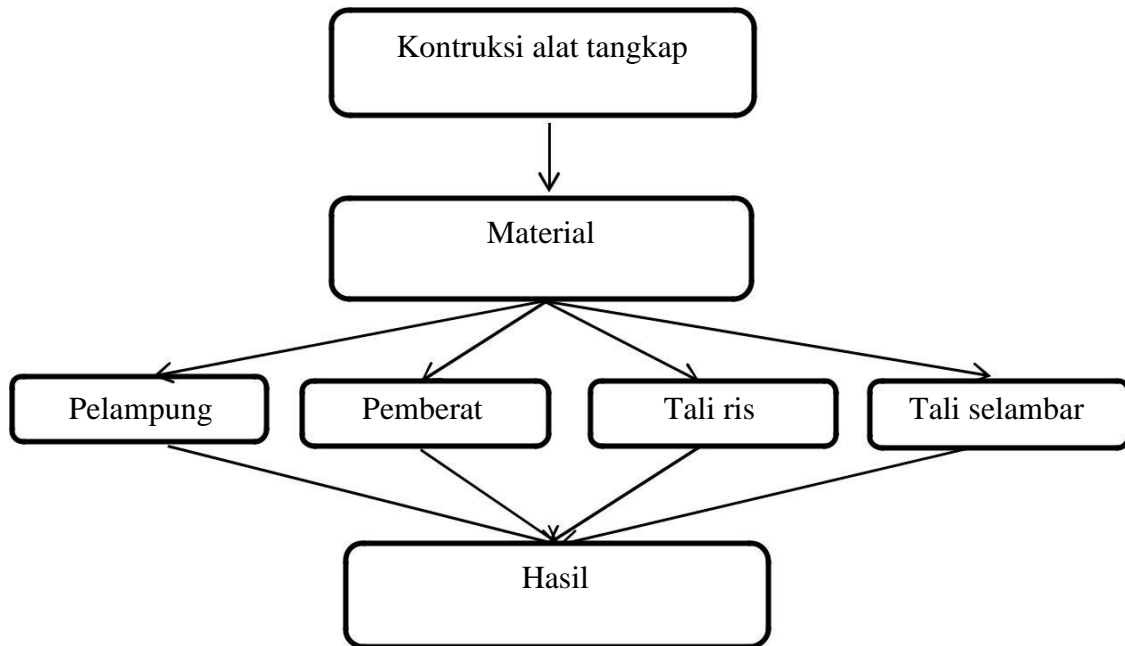 Kontruksi alat tangkap
Material
Pelampung
Pemberat
Tali ris
Tali selambar
Hasil